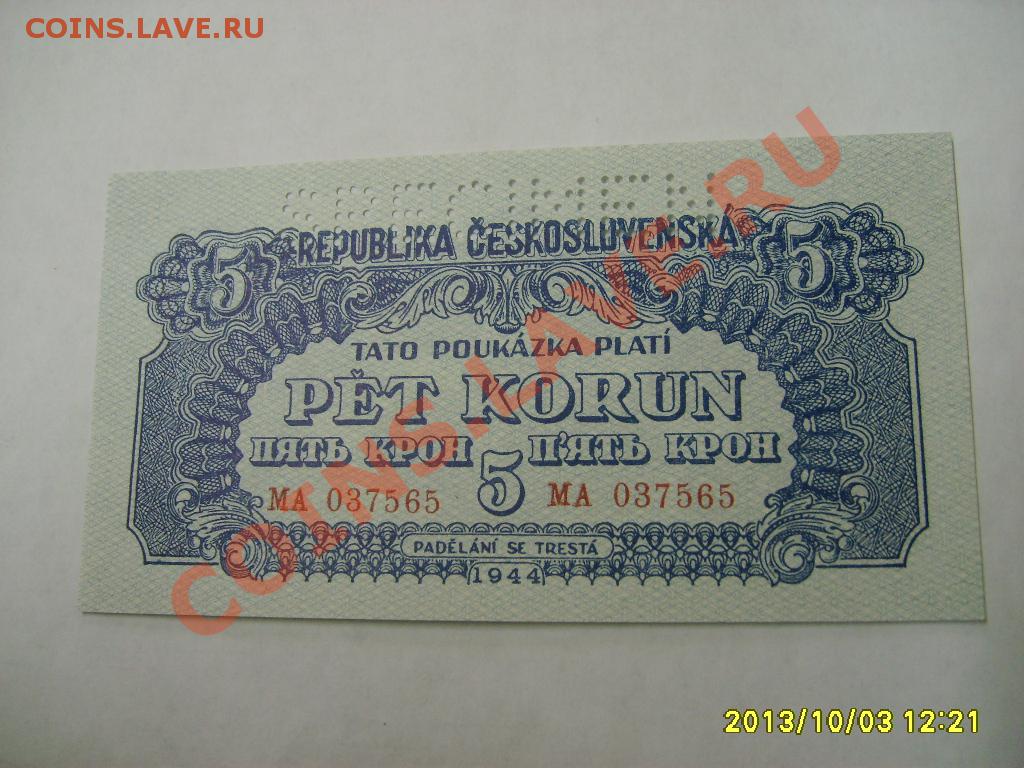 COINS.LAVE.RU
SPECIMEN
REPUBLIKA ČESKOSLOVENSKÁ
5 5
TATO POUKÁZKA PLATÍ
PĚT KORUN
ПЯТЬ КРОН П'ЯТЬ КРОН
5
MA 037565 MA 037565
PADĚLÁNÍ SE TRESTÁ
1944
COINS.LAVE.RU
2013/10/03 12:21